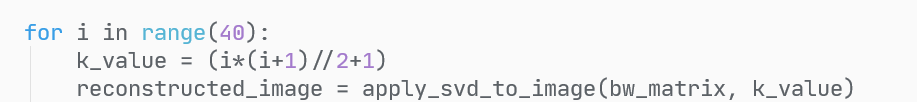 for i in range(40):
    k_value = (i*(i+1)//2+1)
    reconstructed_image = apply_svd_to_image(bw_matrix, k_value)